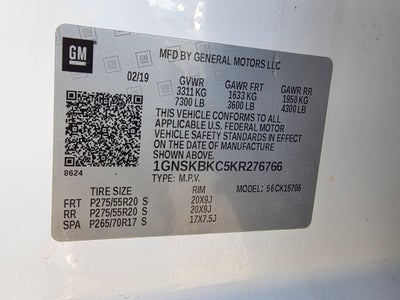 GM
MFD BY GENERAL MOTORS LLC
02/19 GVWR GAWR FRT GAWR RR
3311 KG 1633 KG 1950 KG
7300 LB 3600 LB 4300 LB
THIS VEHICLE CONFORMS TO ALL
APPLICABLE U.S. FEDERAL MOTOR
VEHICLE SAFETY STANDARDS IN EFFECT
ON THE DATE OF MANUFACTURE
SHOWN ABOVE.
8624 1GNSKBKC5KR276766
TYPE: M.P.V. 56CK15706
TIRE SIZE RIM
FRT P275/55R20 S 20X9J
RR P275/55R20 S 20X9J
SPA P265/70R17 S 17X7.5J